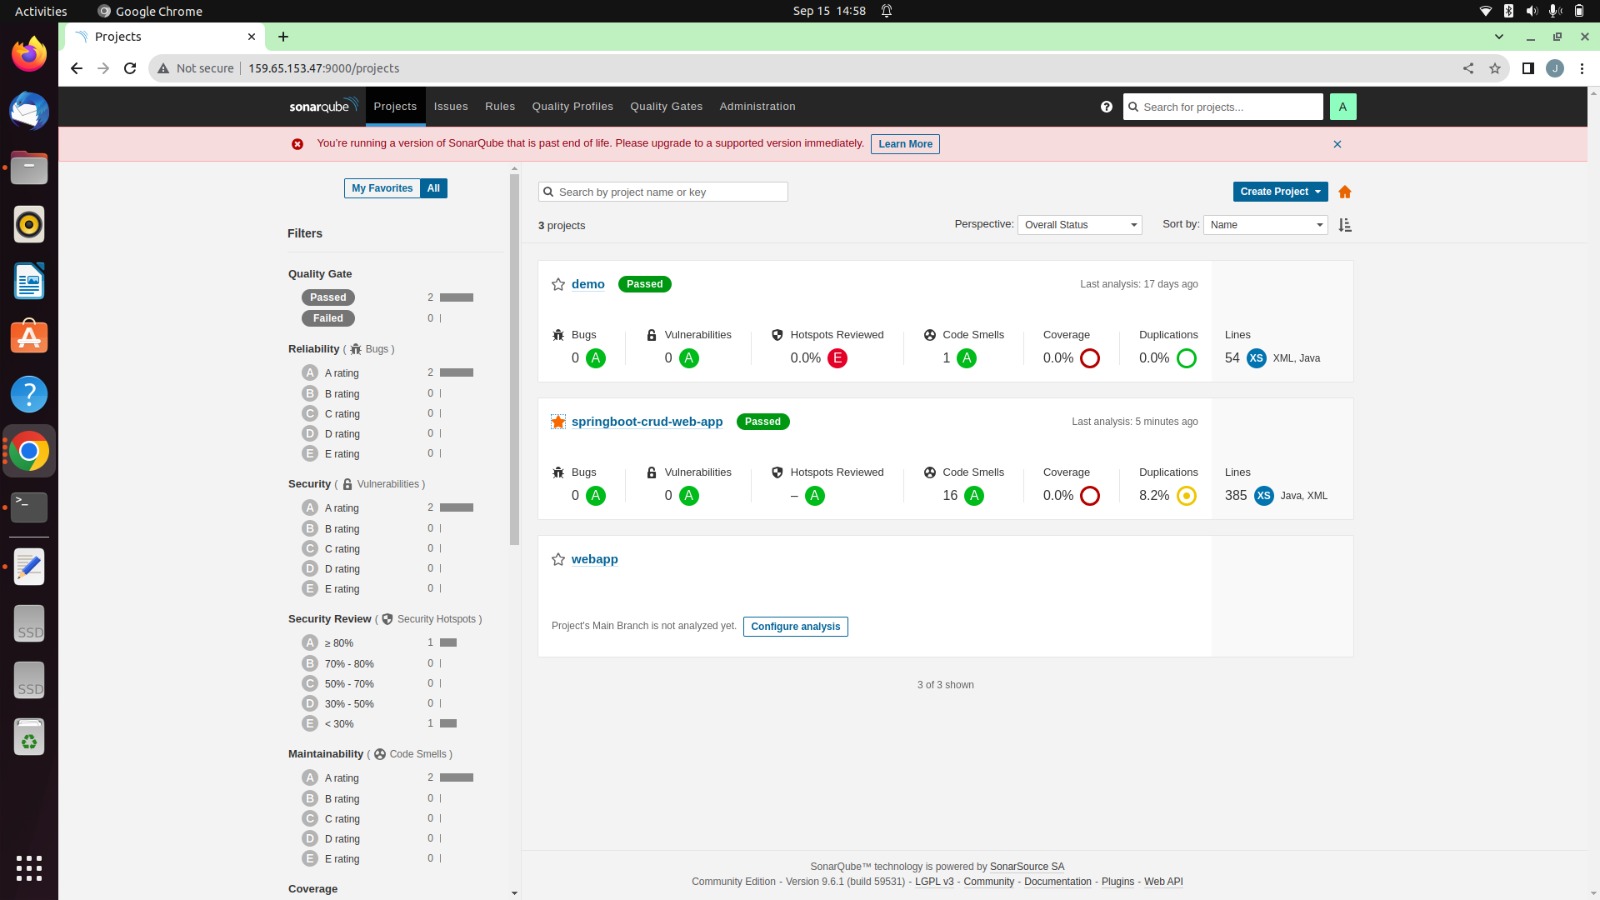 Activities Google Chrome Sep 15 14:58
Projects
Not secure 159.65.153.47:9000/projects J
sonarqube Projects Issues Rules Quality Profiles Quality Gates Administration Search for projects... A
You're running a version of SonarQube that is past end of life. Please upgrade to a supported version immediately. Learn More
My Favorites All
Filters
Quality Gate
Passed 2
Failed 0
Reliability ( Bugs )
A A rating 2
B B rating 0
C C rating 0
D D rating 0
E E rating 0
Security ( Vulnerabilities )
A A rating 2
B B rating 0
C C rating 0
D D rating 0
E E rating 0
Security Review ( Security Hotspots )
A ≥ 80% 1
B 70% - 80% 0
C 50% - 70% 0
D 30% - 50% 0
E < 30% 1
Maintainability ( Code Smells )
A A rating 2
B B rating 0
C C rating 0
D D rating 0
E E rating 0
Coverage
Search by project name or key Create Project
3 projects Perspective: Overall Status Sort by: Name
demo Passed Last analysis: 17 days ago
Bugs Vulnerabilities Hotspots Reviewed Code Smells Coverage Duplications Lines
0 A 0 A 0.0% E 1 A 0.0% 0.0% 54 XS XML, Java
springboot-crud-web-app Passed Last analysis: 5 minutes ago
Bugs Vulnerabilities Hotspots Reviewed Code Smells Coverage Duplications Lines
0 A 0 A – A 16 A 0.0% 8.2% 385 XS Java, XML
webapp
Project's Main Branch is not analyzed yet. Configure analysis
3 of 3 shown
SonarQube™ technology is powered by SonarSource SA
Community Edition - Version 9.6.1 (build 59531) - LGPL v3 - Community - Documentation - Plugins - Web API
SSD
SSD